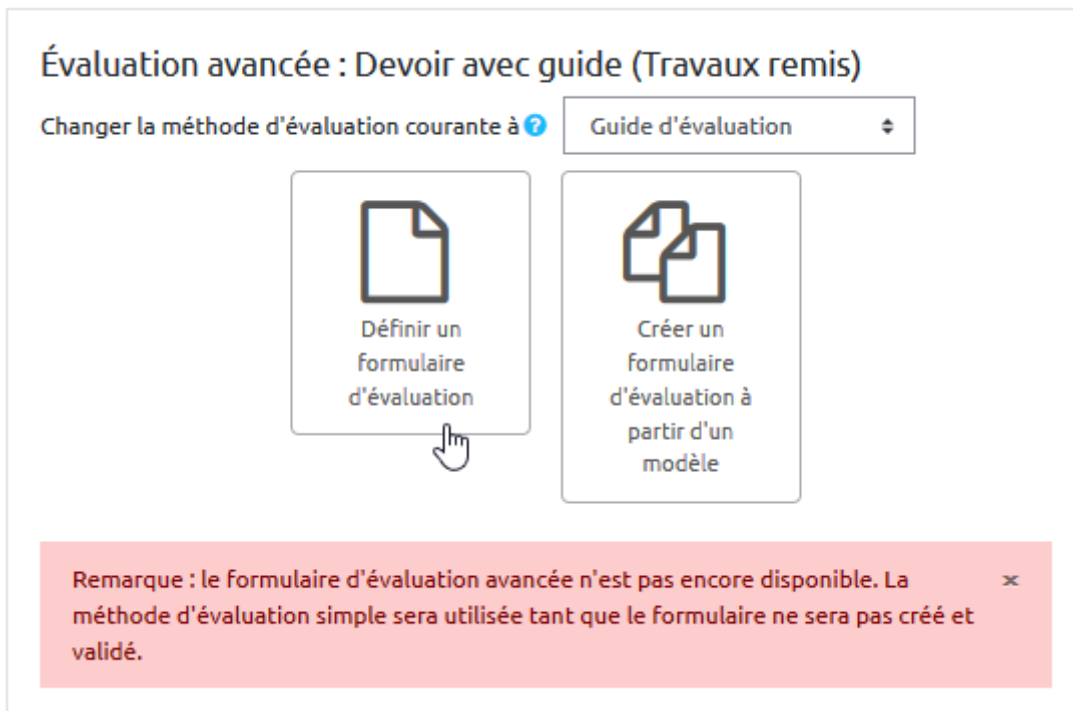 Évaluation avancée : Devoir avec guide (Travaux remis)
Changer la méthode d'évaluation courante à ? Guide d'évaluation
Définir un
formulaire
d'évaluation
Créer un
formulaire
d'évaluation à
partir d'un
modèle
Remarque : le formulaire d'évaluation avancée n'est pas encore disponible. La
méthode d'évaluation simple sera utilisée tant que le formulaire ne sera pas créé et
validé.